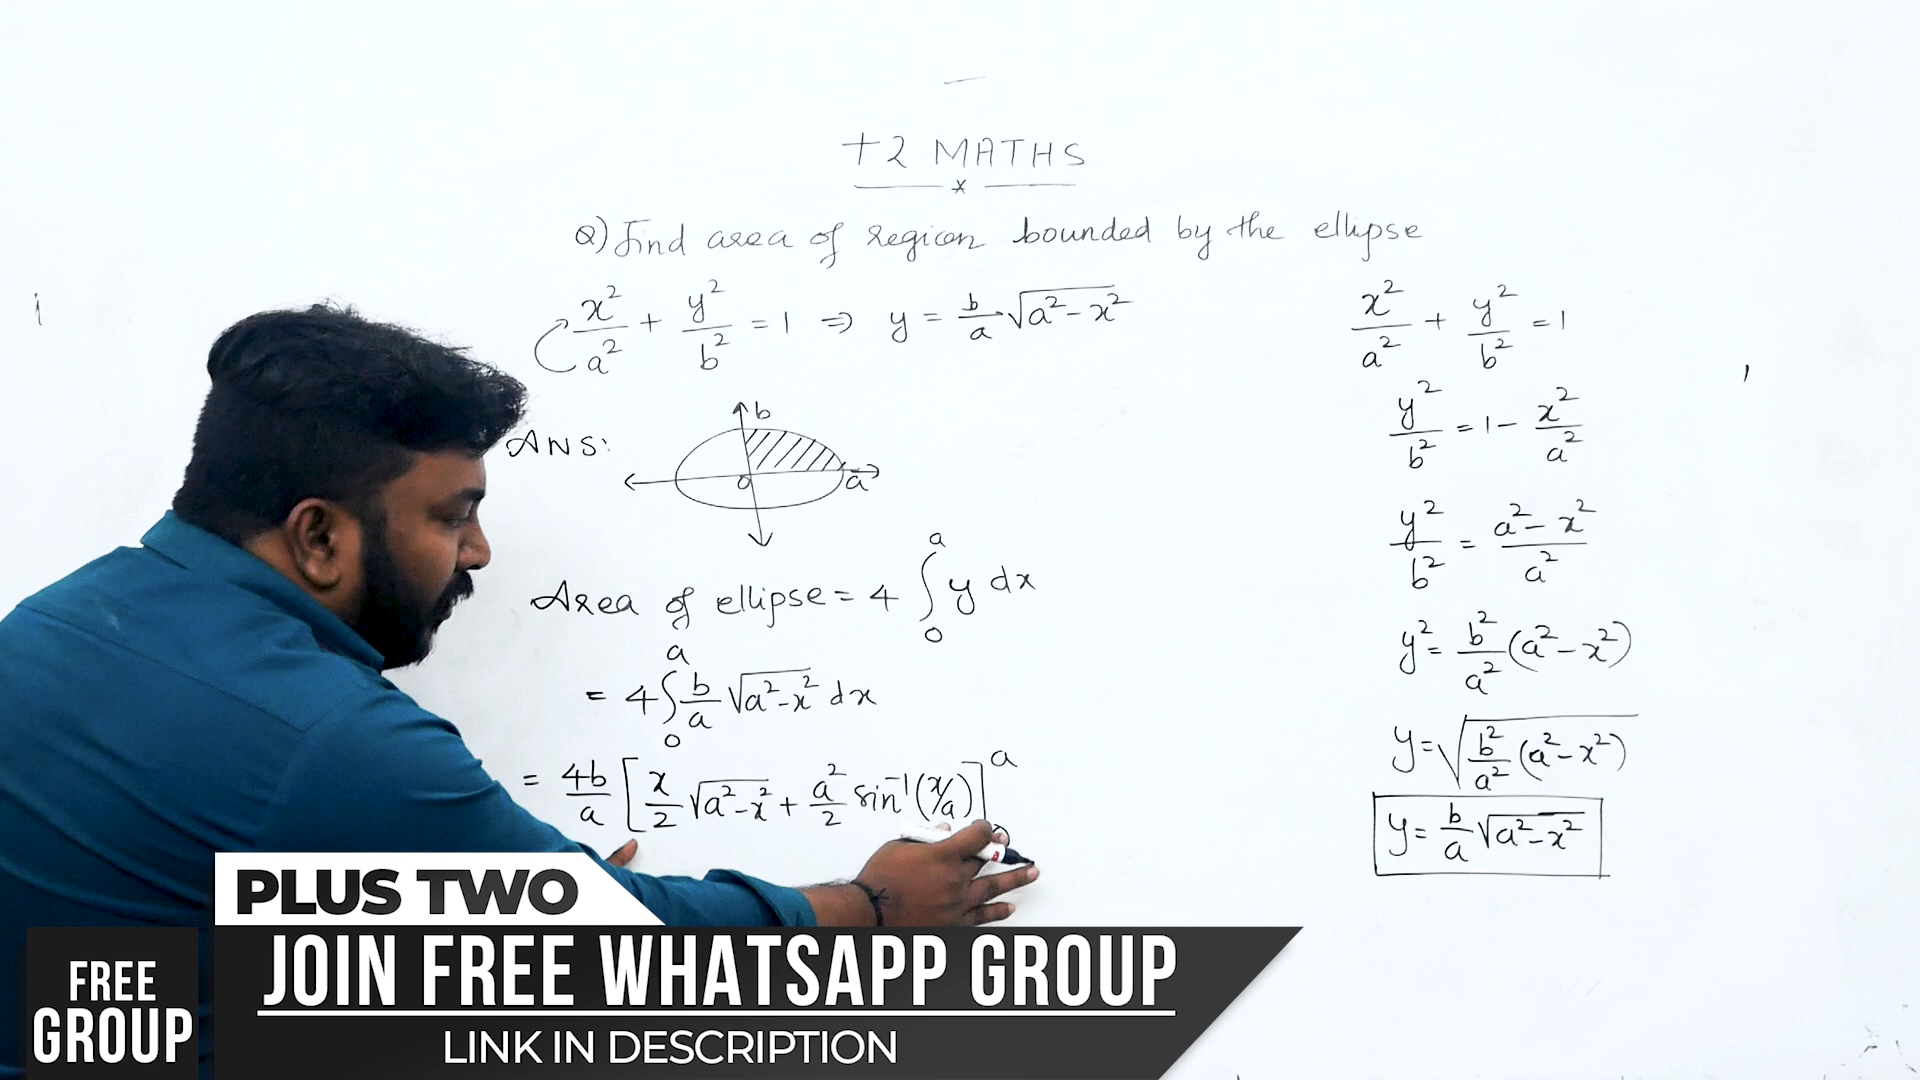 +2 MATHS
Q) Find area of region bounded by the ellipse
x²/a² + y²/b² = 1 ⇒ y = b/a √(a²-x²)
ANS:
b
0
a
Area of ellipse = 4 ∫₀ᵃ y dx
= 4 ∫₀ᵃ b/a √(a²-x²) dx
= 4b/a [x/2 √(a²-x²) + a²/2 sin⁻¹(x/a)]₀ᵃ
x²/a² + y²/b² = 1
y²/b² = 1 - x²/a²
y²/b² = a²-x²/a²
y² = b²/a² (a²-x²)
y = √(b²/a² (a²-x²))
y = b/a √(a²-x²)
PLUS TWO
FREE GROUP
JOIN FREE WHATSAPP GROUP
LINK IN DESCRIPTION